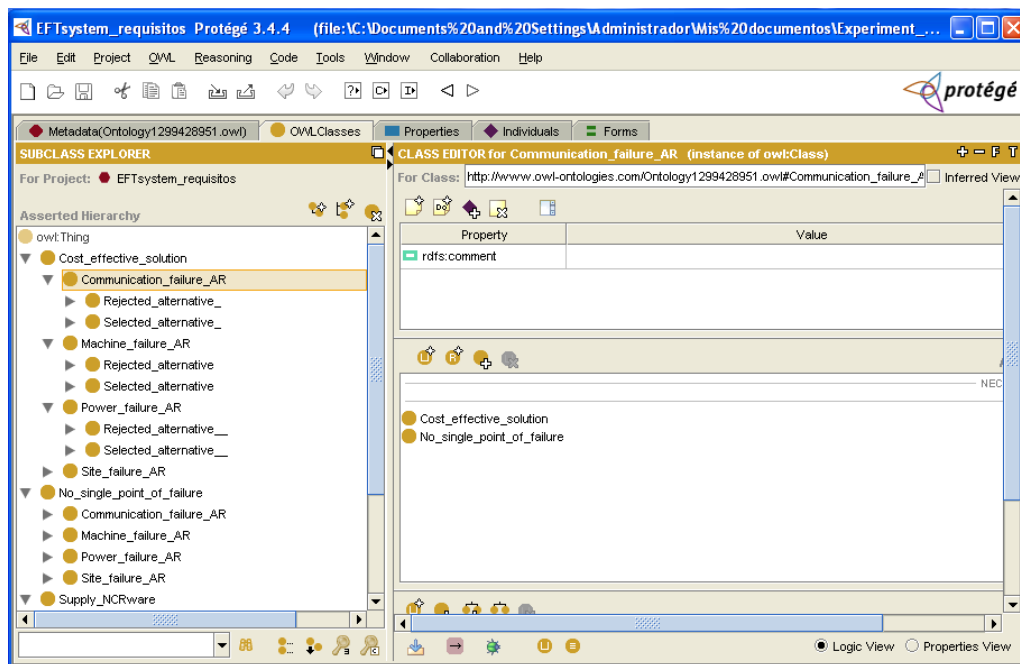 EFTsystem_requisitos Protégé 3.4.4 (file:\C:\Documents%20and%20Settings\Administrador\Mis%20documentos\Experiment_...
File Edit Project OWL Reasoning Code Tools Window Collaboration Help
protégé
Metadata(Ontology1299428951.owl) OWLClasses Properties Individuals Forms
SUBCLASS EXPLORER
For Project: EFTsystem_requisitos
Asserted Hierarchy
owl:Thing
Cost_effective_solution
Communication_failure_AR
Rejected_alternative_
Selected_alternative_
Machine_failure_AR
Rejected_alternative
Selected_alternative
Power_failure_AR
Rejected_alternative__
Selected_alternative__
Site_failure_AR
No_single_point_of_failure
Communication_failure_AR
Machine_failure_AR
Power_failure_AR
Site_failure_AR
Supply_NCRware
CLASS EDITOR for Communication_failure_AR (instance of owl:Class) F T
For Class: http://www.owl-ontologies.com/Ontology1299428951.owl#Communication_failure_A Inferred View
Property Value
rdfs:comment
NEC
Cost_effective_solution
No_single_point_of_failure
Logic View Properties View